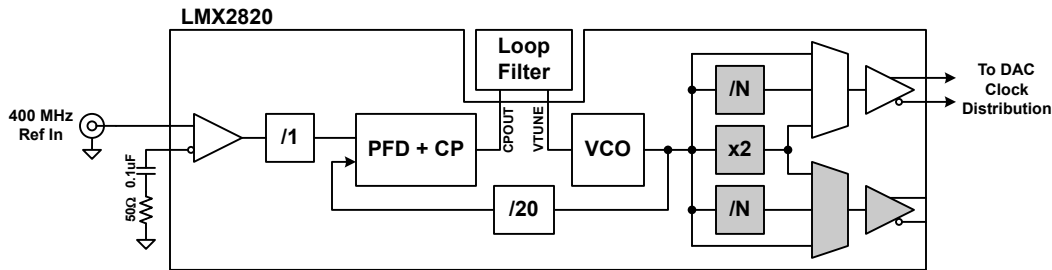 LMX2820
Loop
Filter
400 MHz
Ref In
/1
PFD + CP
CPOUT
VTUNE
VCO
/20
/N
x2
/N
50Ω 0.1uF
To DAC
Clock
Distribution